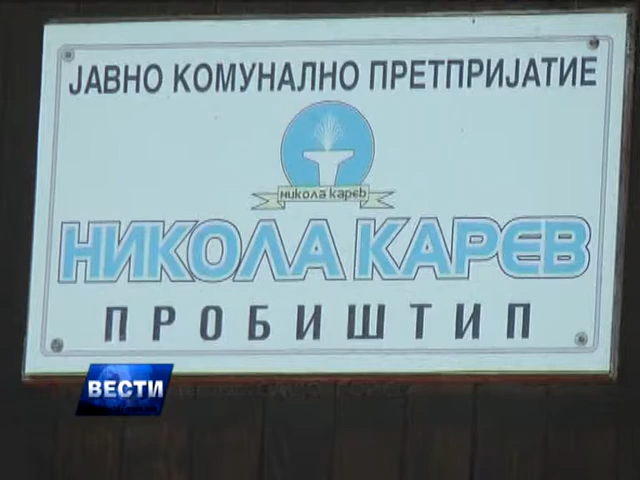 ЈАВНО КОМУНАЛНО ПРЕТПРИЈАТИЕ
никола карев
НИКОЛА КАРЕВ
ПРОБИШТИП
ВЕСТИ